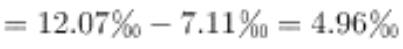 = 12.07‰ − 7.11‰ = 4.96‰